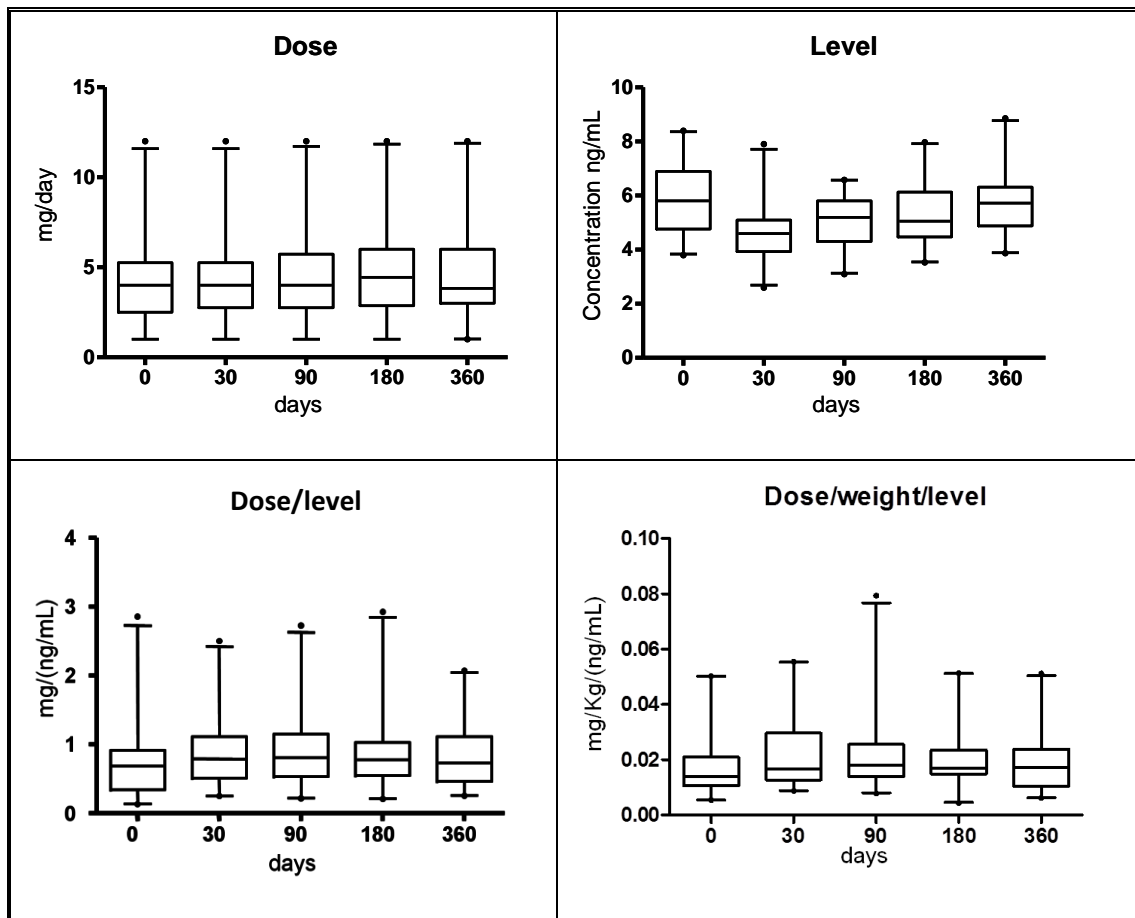 Dose
15
10
5
0
mg/day
0 30 90 180 360
days
Level
10
8
6
4
2
0
Concentration ng/mL
0 30 90 180 360
days
Dose/level
4
3
2
1
0
mg/(ng/mL)
0 30 90 180 360
days
Dose/weight/level
0.10
0.08
0.06
0.04
0.02
0.00
mg/Kg/(ng/mL)
0 30 90 180 360
days